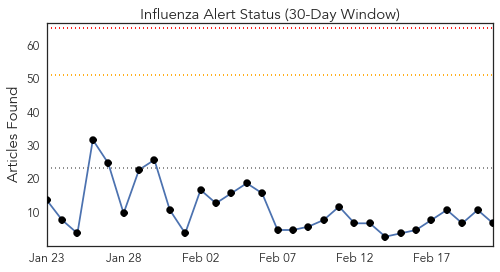 Influenza Alert Status (30-Day Window)
Articles Found
60
50
40
30
20
10
Jan 23
Jan 28
Feb 02
Feb 07
Feb 12
Feb 17